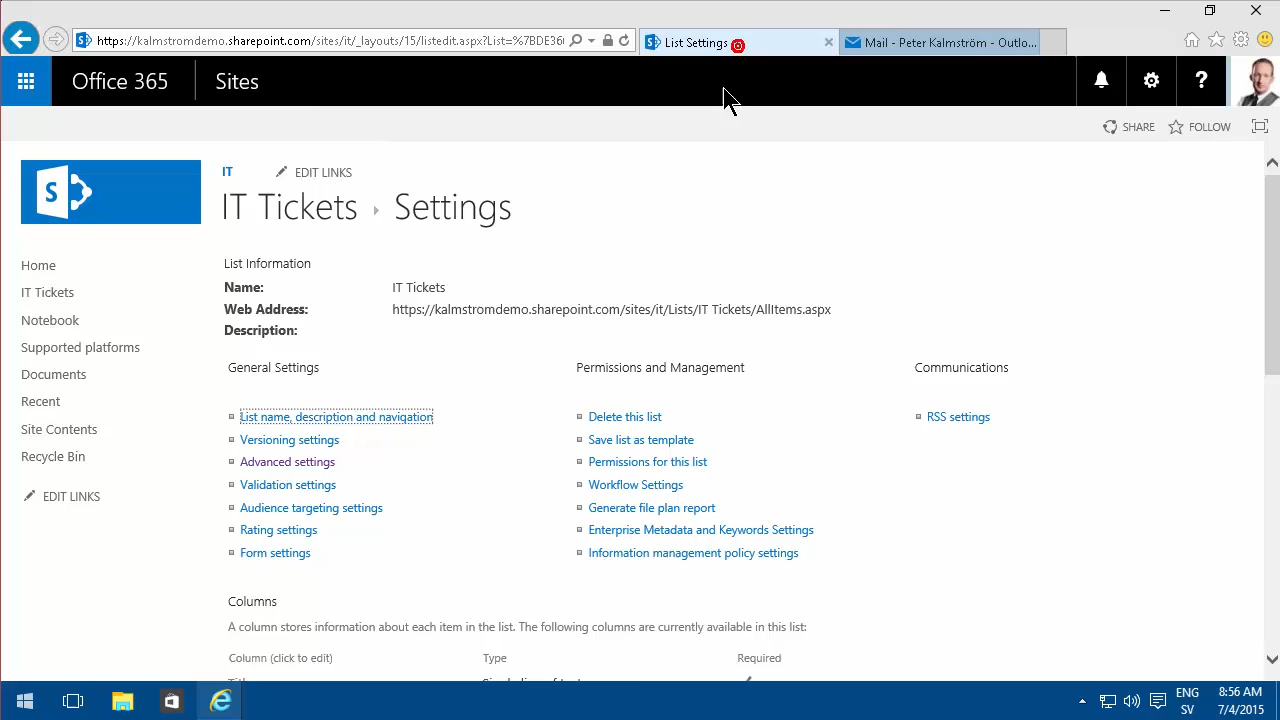 https://kalmstromdemo.sharepoint.com/sites/it/_layouts/15/listedit.aspx?List=%7BDE36
List Settings
Mail - Peter Kalmström - Outlo...
Office 365
Sites
?
SHARE
FOLLOW
S
IT
EDIT LINKS
IT Tickets
Settings
Home
IT Tickets
Notebook
Supported platforms
Documents
Recent
Site Contents
Recycle Bin
EDIT LINKS
List Information
Name: IT Tickets
Web Address: https://kalmstromdemo.sharepoint.com/sites/it/Lists/IT Tickets/AllItems.aspx
Description:
General Settings
List name, description and navigation
Versioning settings
Advanced settings
Validation settings
Audience targeting settings
Rating settings
Form settings
Permissions and Management
Delete this list
Save list as template
Permissions for this list
Workflow Settings
Generate file plan report
Enterprise Metadata and Keywords Settings
Information management policy settings
Communications
RSS settings
Columns
A column stores information about each item in the list. The following columns are currently available in this list:
Column (click to edit) Type Required
ENG
SV
8:56 AM
7/4/2015